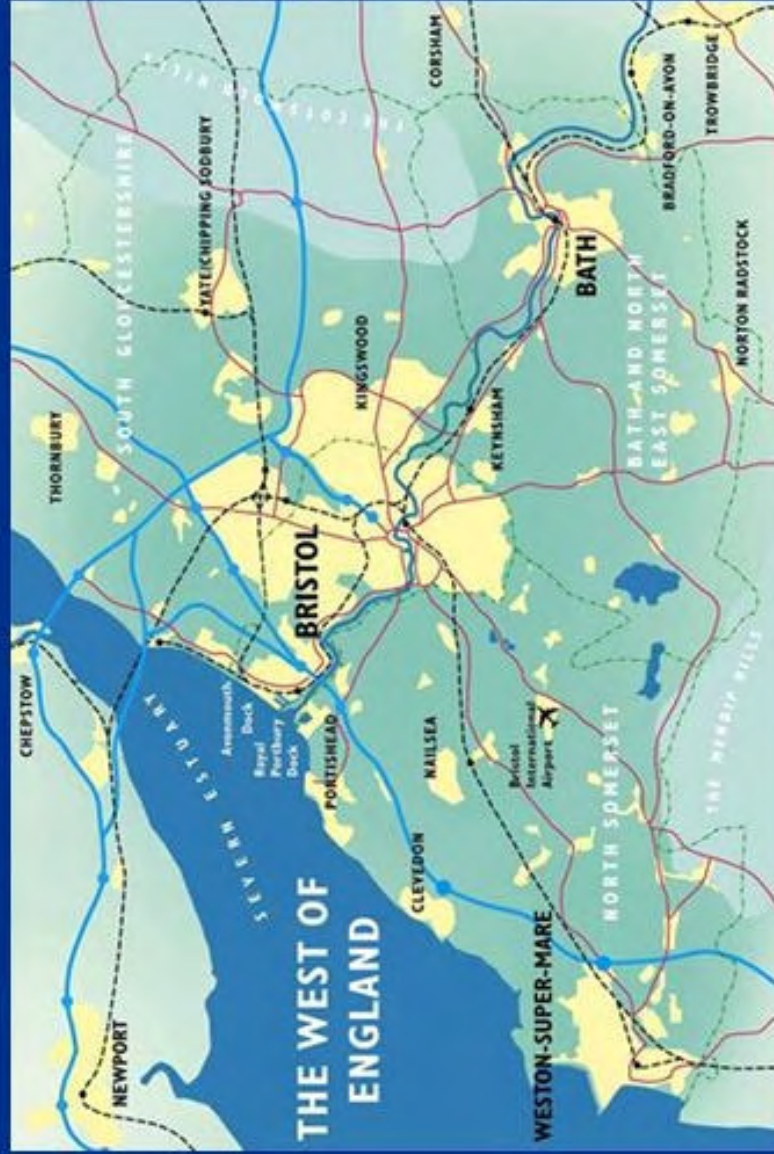 THE WEST OF
ENGLAND
NEWPORT
CHEPSTOW
SEVERN ESTUARY
THORNBURY
SOUTH GLOUCESTERSHIRE
YATE/CHIPPING SODBURY
THE COTSWOLD HILLS
Avonmouth
Dock
Royal
Portbury
Dock
PORTISHEAD
BRISTOL
KINGSWOOD
CORSHAM
CLEVEDON
NAILSEA
KEYNSHAM
BATH
Bristol
International
Airport
WESTON-SUPER-MARE
NORTH SOMERSET
BATH AND NORTH
EAST SOMERSET
BRADFORD-ON-AVON
TROWBRIDGE
THE MENDIP HILLS
NORTON RADSTOCK